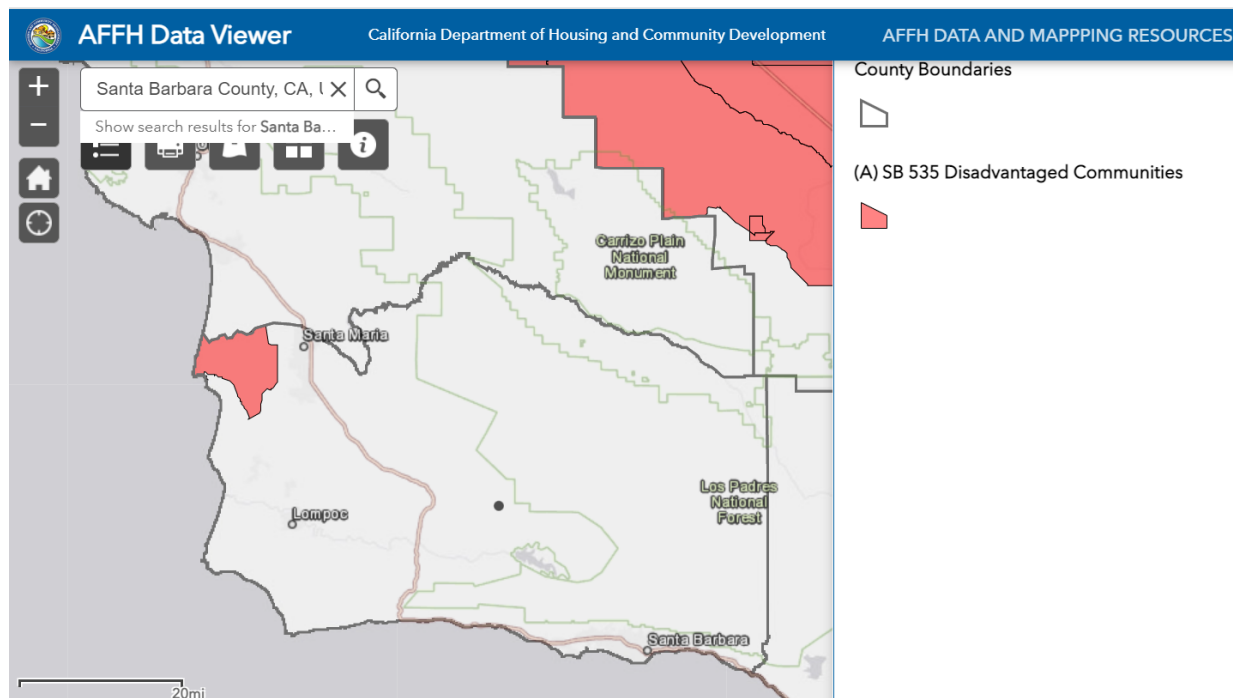 AFFH Data Viewer
California Department of Housing and Community Development
AFFH DATA AND MAPPPING RESOURCES
+
Santa Barbara County, CA, U
−
Show search results for Santa Ba...
County Boundaries
(A) SB 535 Disadvantaged Communities
Carrizo Plain
National
Monument
Santa Maria
Los Padres
National
Forest
Lompoc
Santa Barbara
20mi